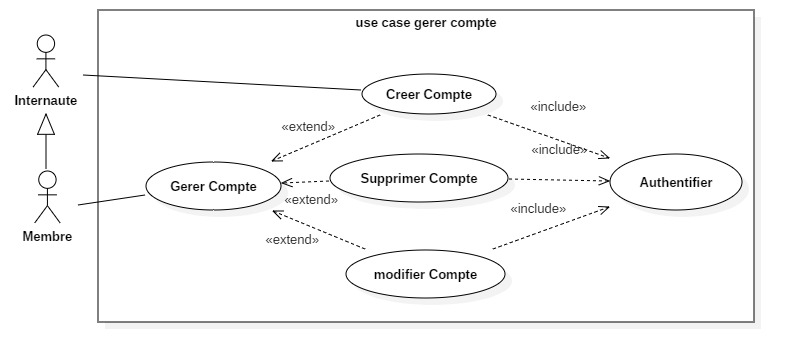 use case gerer compte
Internaute
Creer Compte
«include»
«extend»
«include»
Gerer Compte
Supprimer Compte
Authentifier
«extend»
«include»
Membre
«extend»
modifier Compte